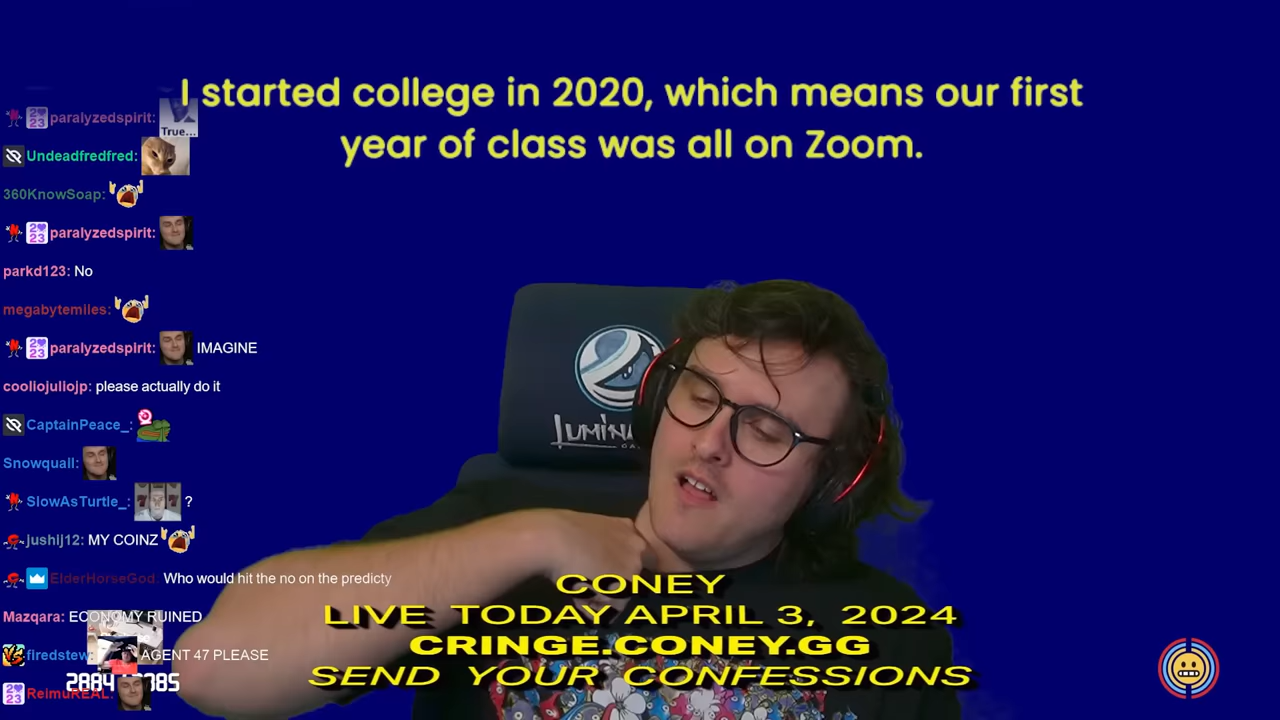 I started college in 2020, which means our first
year of class was all on Zoom.
paralyzedspirit:
True...
Undeadfredfred:
360KnowSoap:
paralyzedspirit:
parkd123: No
megabytemiles:
paralyzedspirit: IMAGINE
cooliojuliojp: please actually do it
CaptainPeace_:
Snowquail:
SlowAsTurtle_: ?
jushij12: MY COINZ
ElderHorseGod: Who would hit the no on the predicty
Mazqara: ECONOMY RUINED
firedstew AGENT 47 PLEASE
ReimuREAL:
CONEY
LIVE TODAY APRIL 3, 2024
CRINGE.CONEY.GG
SEND YOUR CONFESSIONS